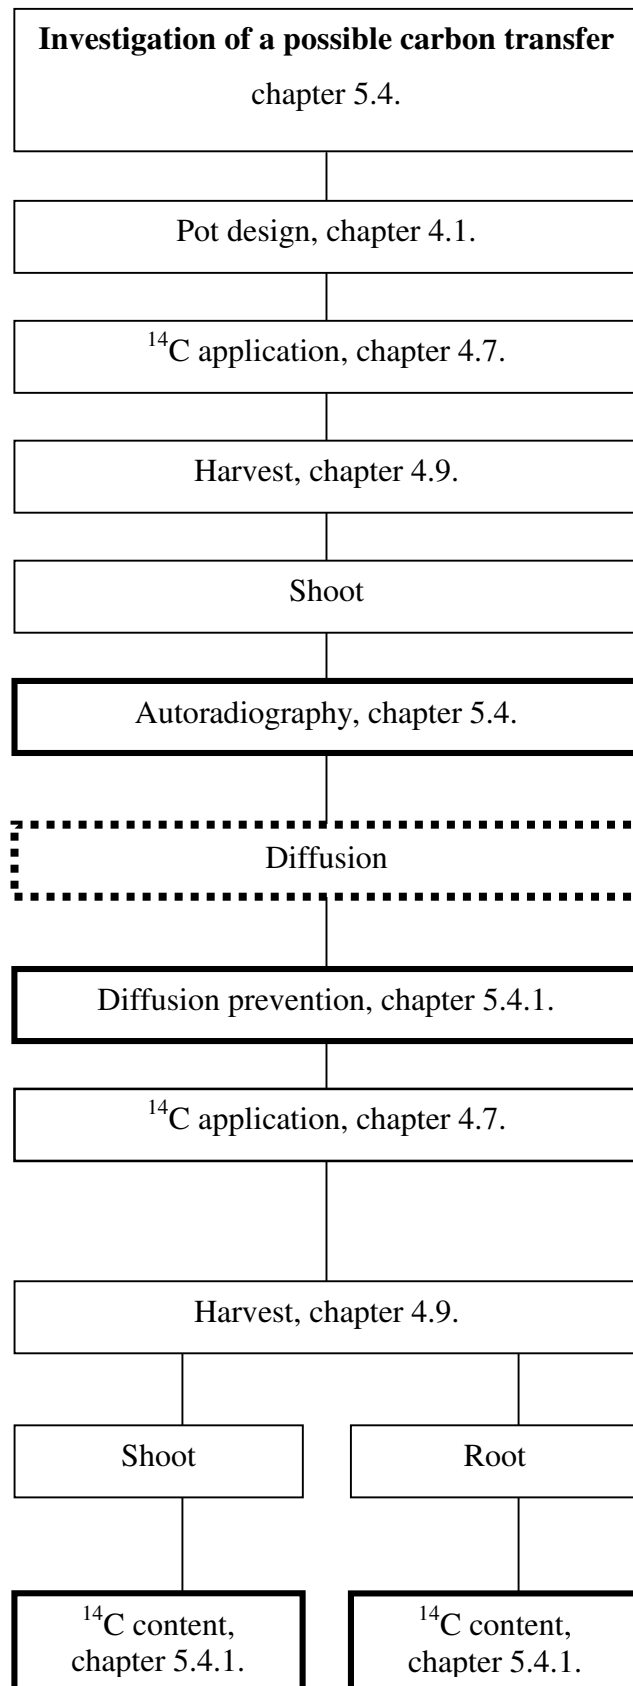 Investigation of a possible carbon transfer
chapter 5.4.
Pot design, chapter 4.1.
¹⁴C application, chapter 4.7.
Harvest, chapter 4.9.
Shoot
Autoradiography, chapter 5.4.
Diffusion
Diffusion prevention, chapter 5.4.1.
¹⁴C application, chapter 4.7.
Harvest, chapter 4.9.
Shoot
Root
¹⁴C content,
chapter 5.4.1.
¹⁴C content,
chapter 5.4.1.